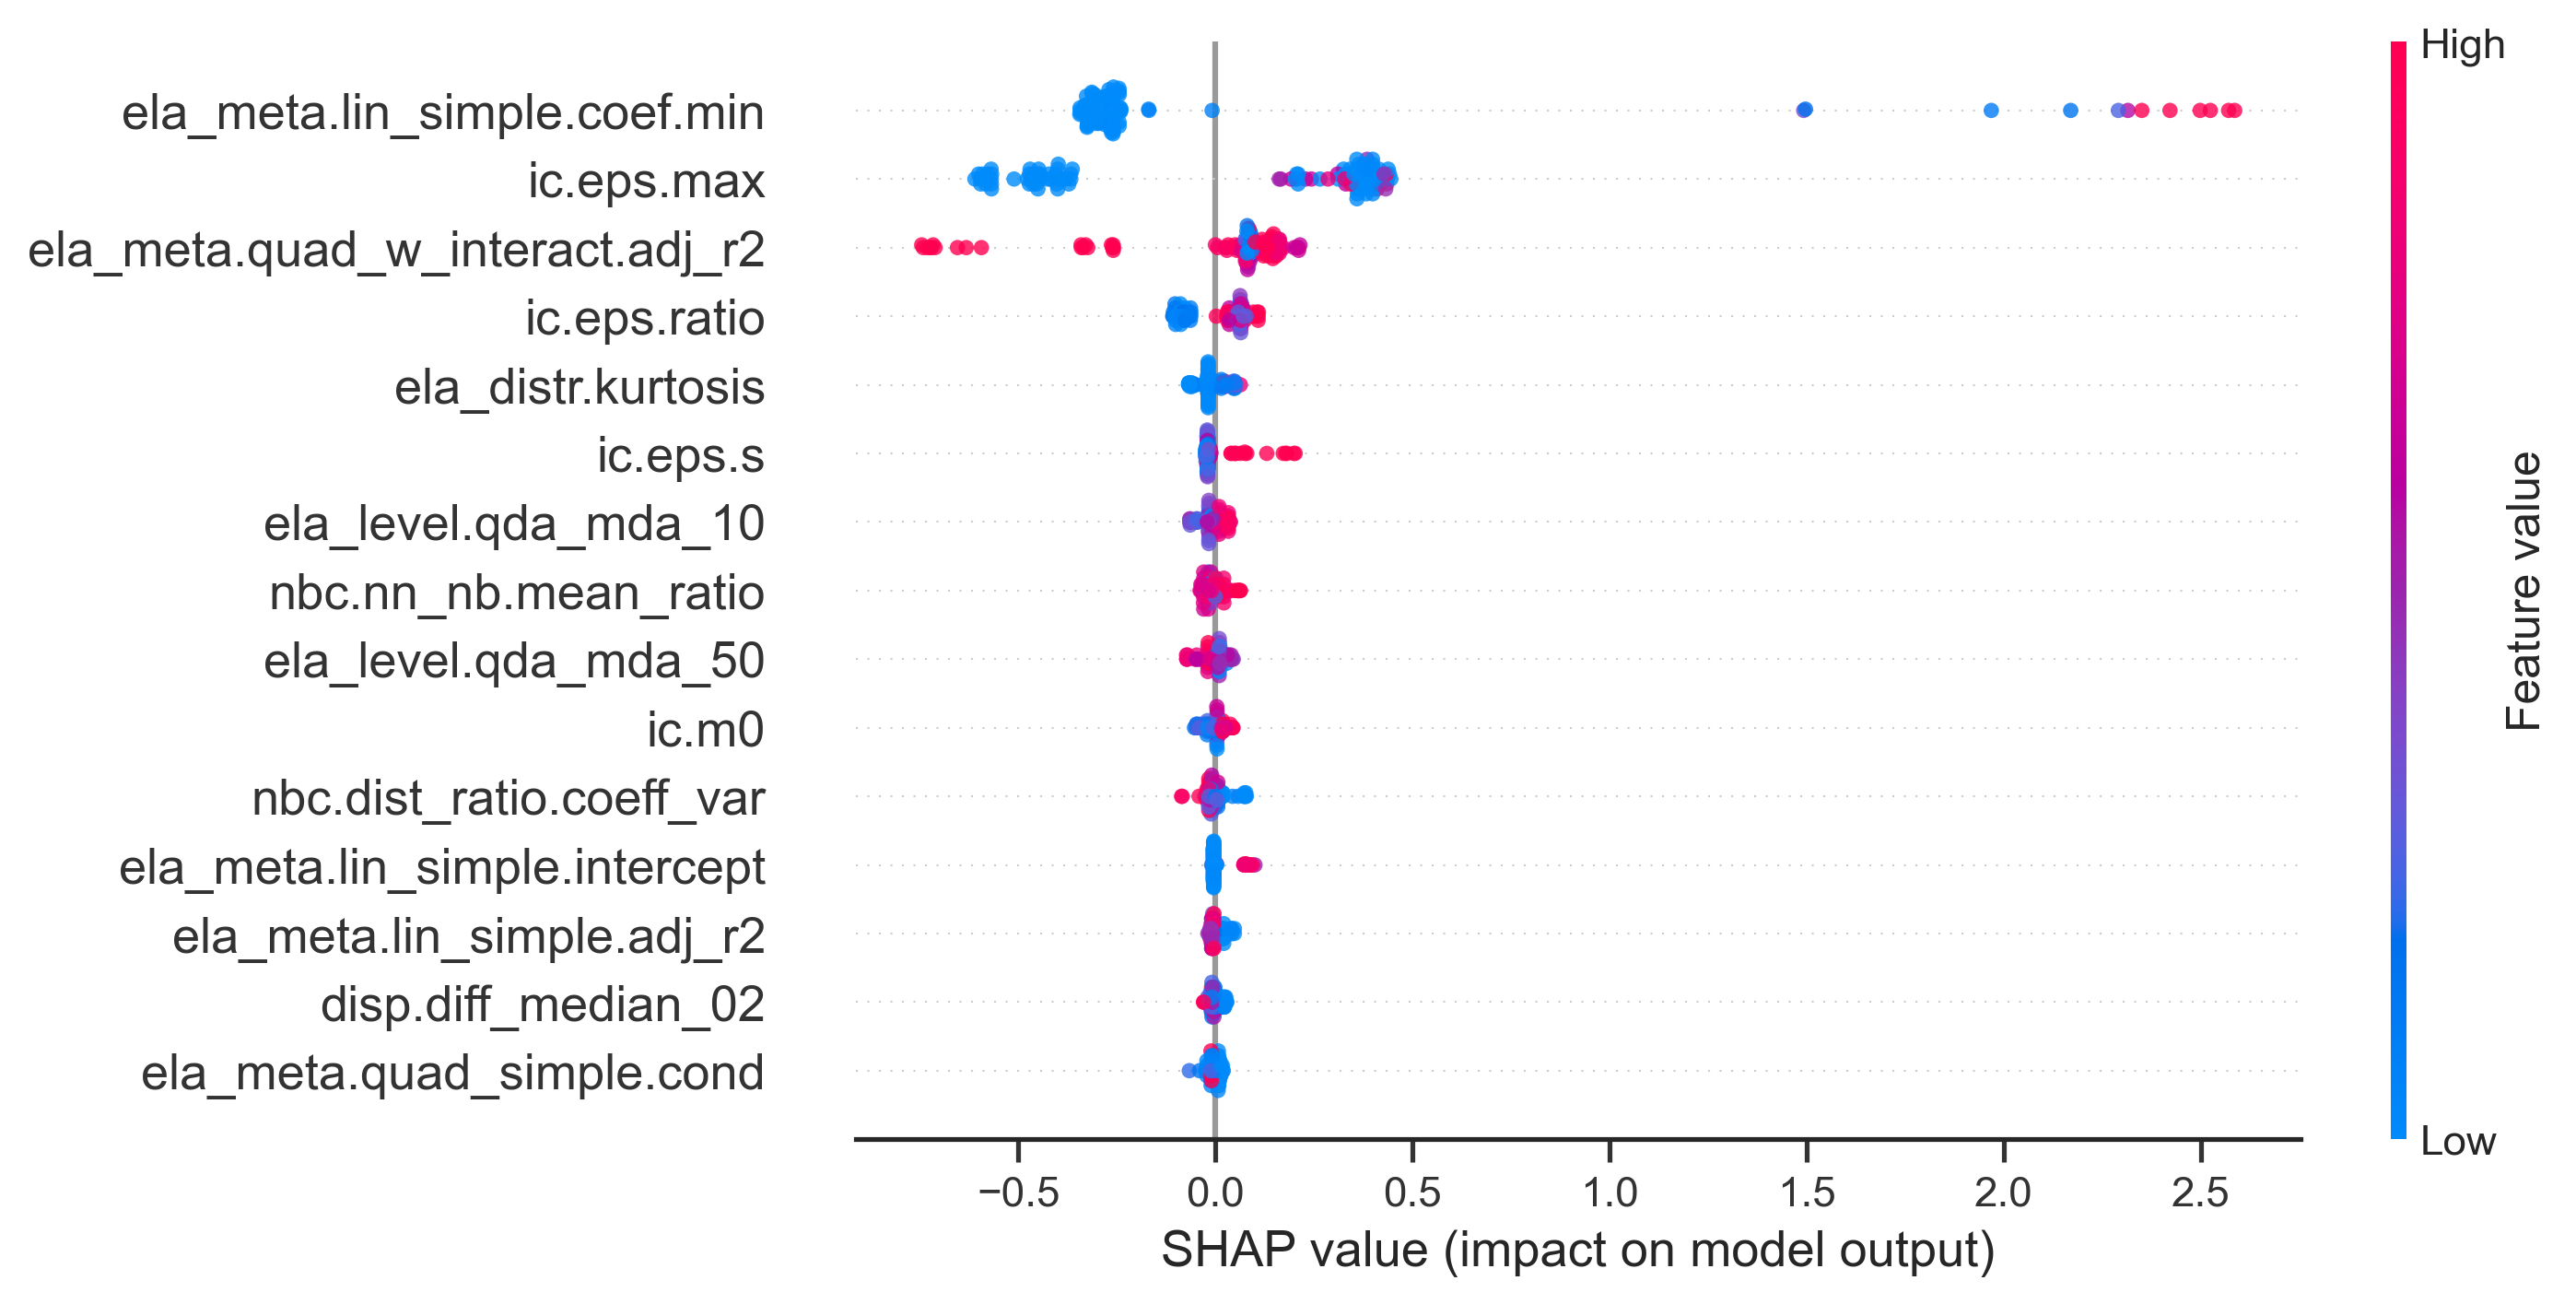 High
ela_meta.lin_simple.coef.min
ic.eps.max
ela_meta.quad_w_interact.adj_r2
ic.eps.ratio
ela_distr.kurtosis
ic.eps.s
ela_level.qda_mda_10
nbc.nn_nb.mean_ratio
ela_level.qda_mda_50
ic.m0
nbc.dist_ratio.coeff_var
ela_meta.lin_simple.intercept
ela_meta.lin_simple.adj_r2
disp.diff_median_02
ela_meta.quad_simple.cond
Feature value
Low
−0.5 0.0 0.5 1.0 1.5 2.0 2.5
SHAP value (impact on model output)